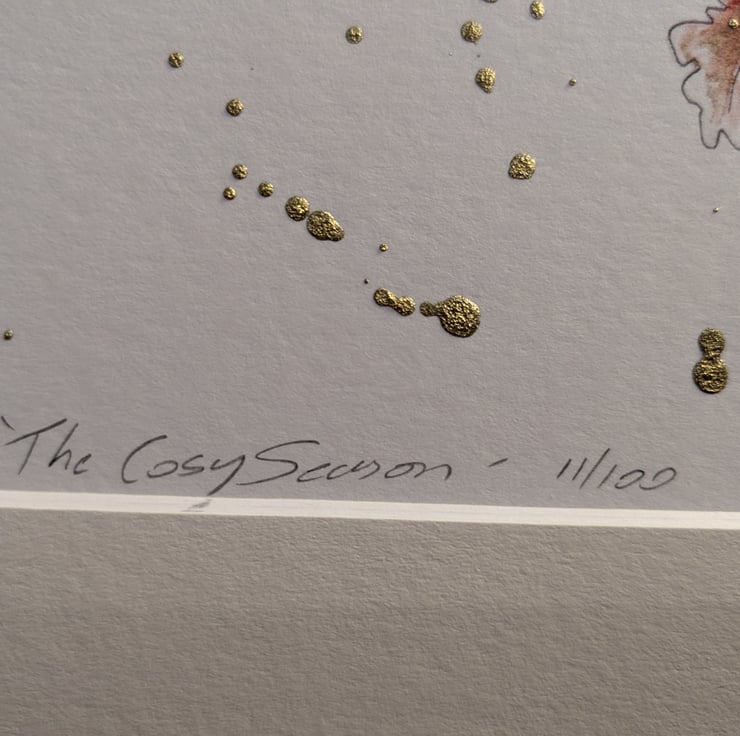 'The Cosy Season - 11/100